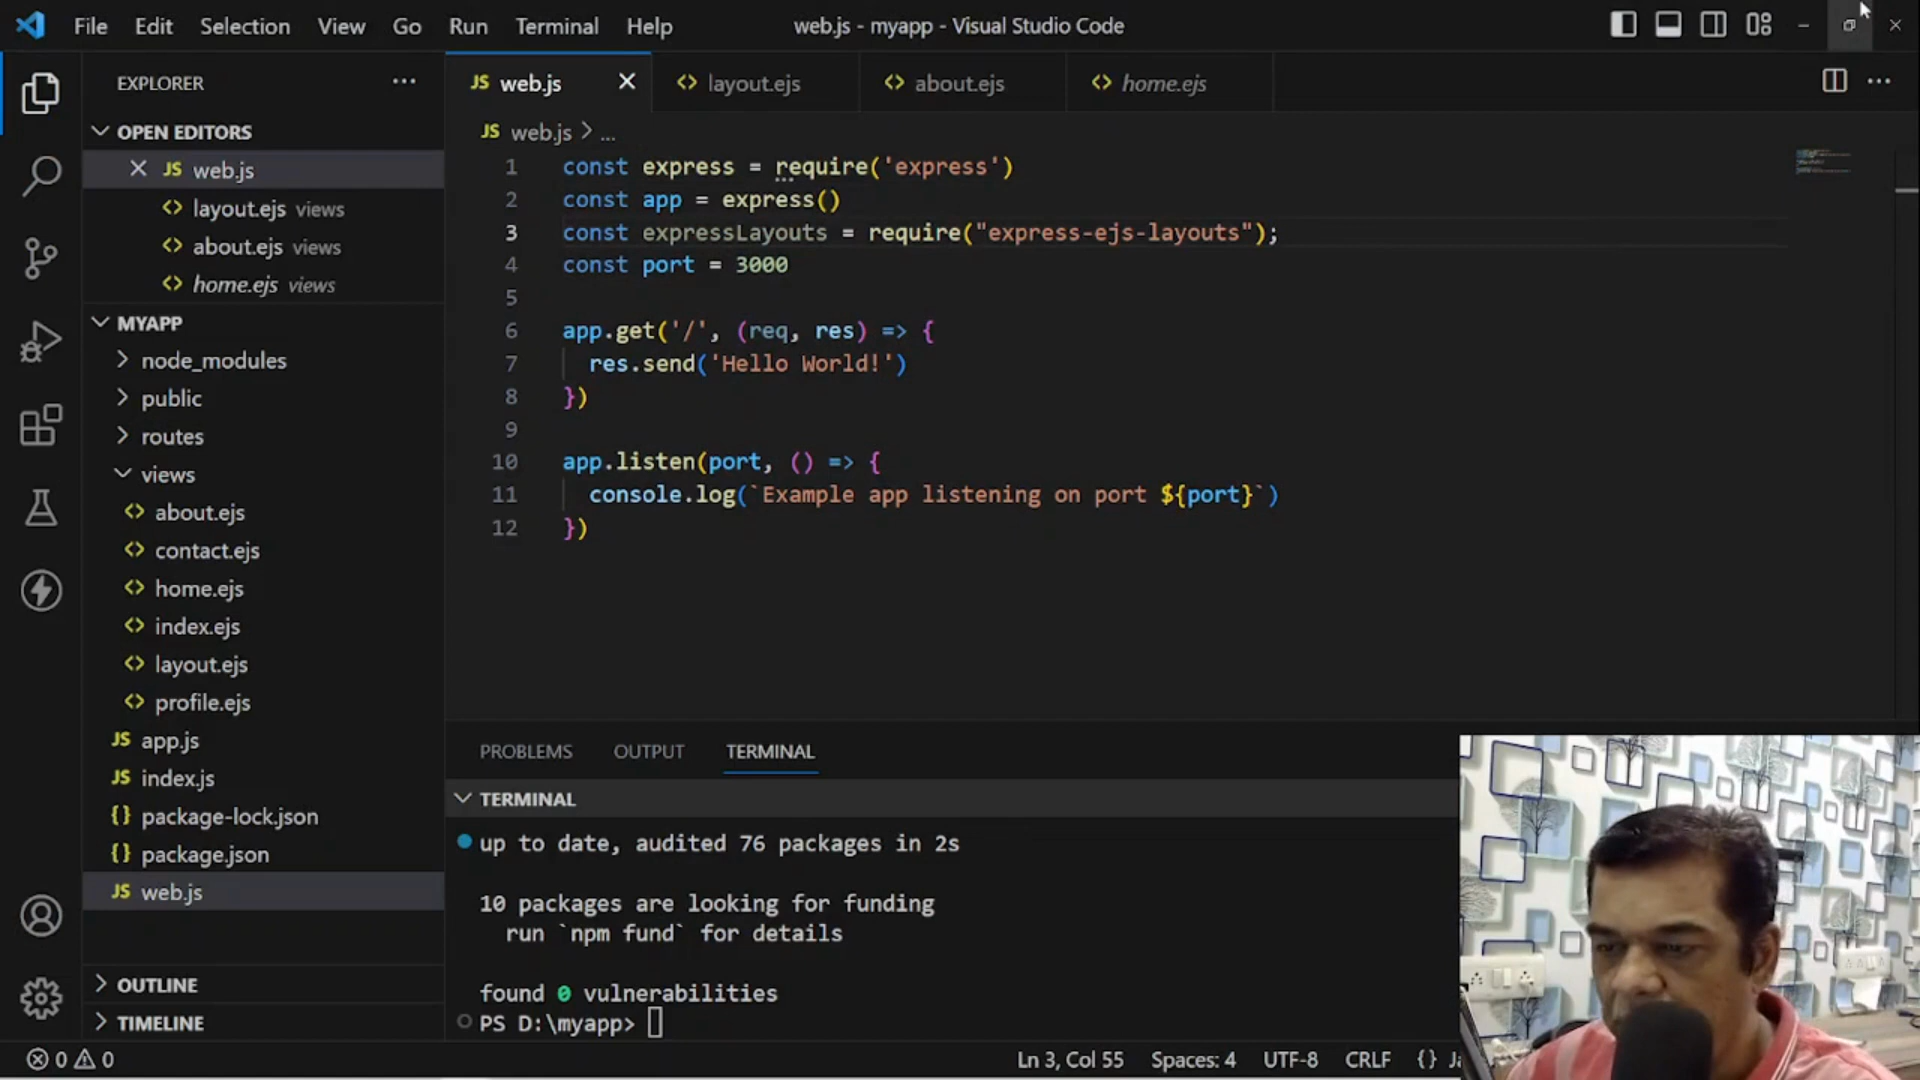 File Edit Selection View Go Run Terminal Help
web.js - myapp - Visual Studio Code
EXPLORER
OPEN EDITORS
web.js
layout.ejs views
about.ejs views
home.ejs views
MYAPP
node_modules
public
routes
views
about.ejs
contact.ejs
home.ejs
index.ejs
layout.ejs
profile.ejs
app.js
index.js
package-lock.json
package.json
web.js
OUTLINE
TIMELINE
web.js layout.ejs about.ejs home.ejs
web.js > ...
1 const express = require('express')
2 const app = express()
3 const expressLayouts = require("express-ejs-layouts");
4 const port = 3000
5
6 app.get('/', (req, res) => {
7 res.send('Hello World!')
8 })
9
10 app.listen(port, () => {
11 console.log(`Example app listening on port ${port}`)
12 })
PROBLEMS OUTPUT TERMINAL
TERMINAL
up to date, audited 76 packages in 2s
10 packages are looking for funding
run `npm fund` for details
found 0 vulnerabilities
PS D:\myapp>
0 0 Ln 3, Col 55 Spaces: 4 UTF-8 CRLF {}